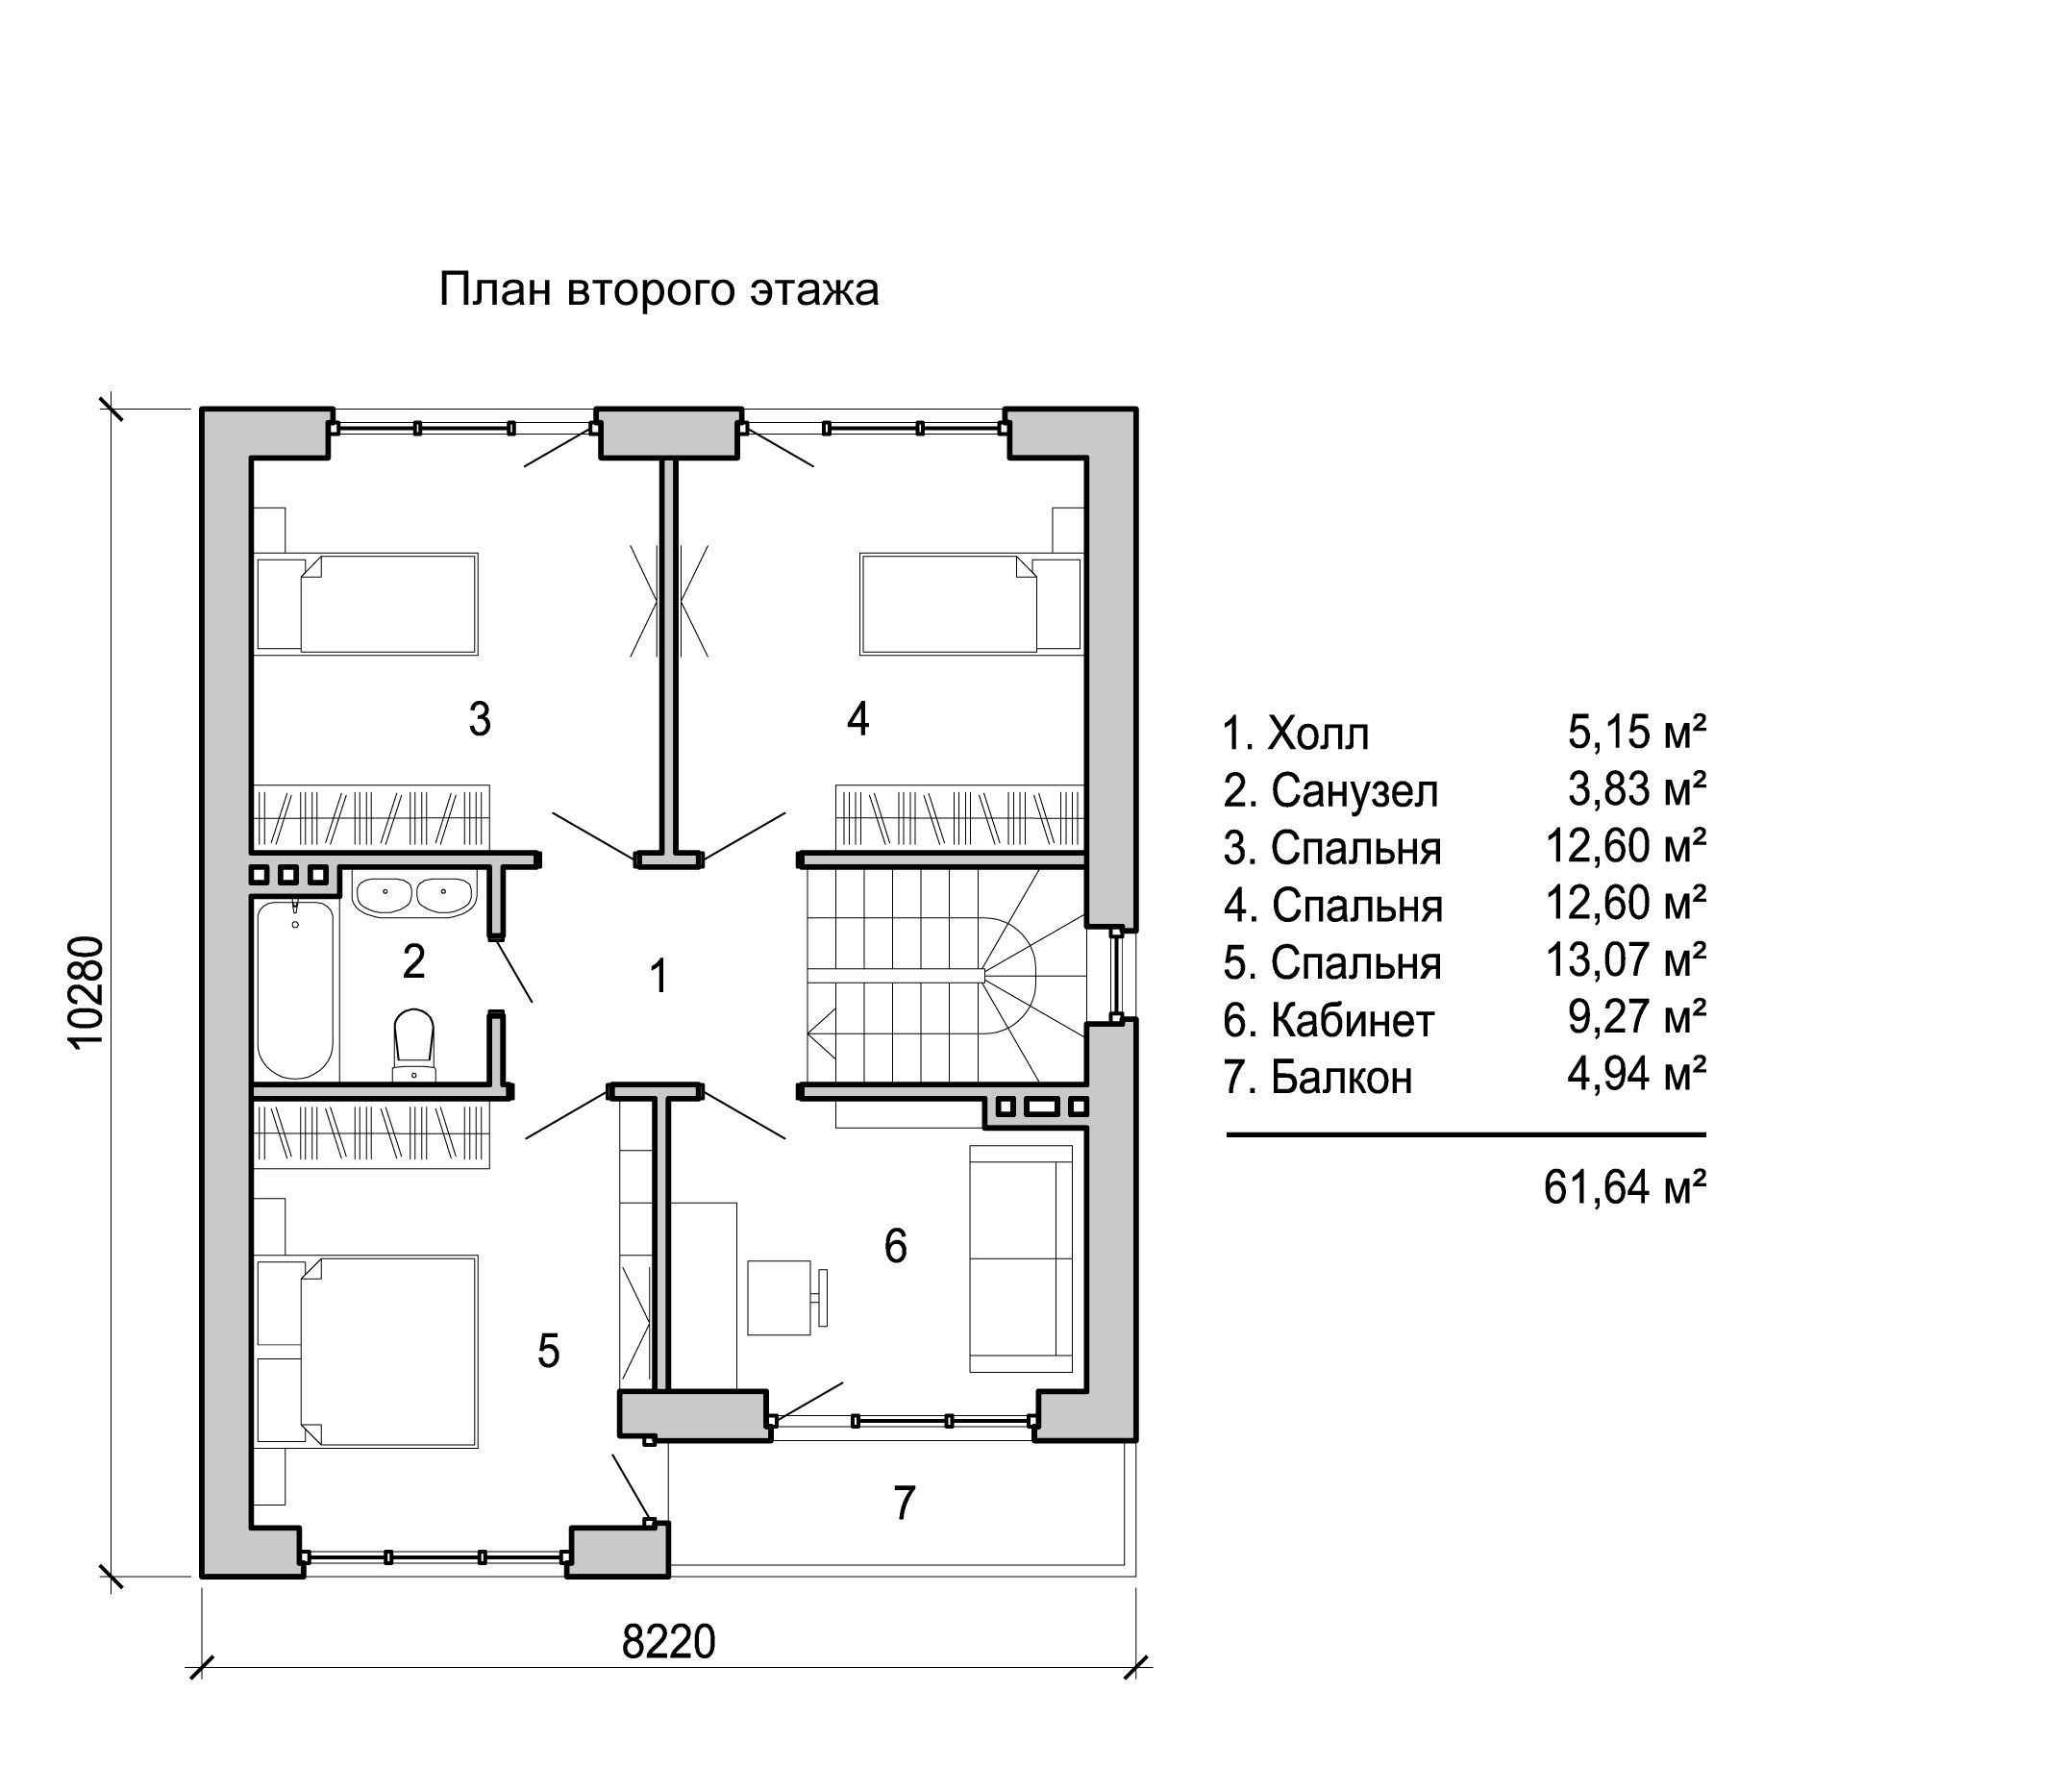 План второго этажа
3
4
2
1
5
6
7
10280
8220
1. Холл 5,15 м²
2. Санузел 3,83 м²
3. Спальня 12,60 м²
4. Спальня 12,60 м²
5. Спальня 13,07 м²
6. Кабинет 9,27 м²
7. Балкон 4,94 м²
61,64 м²